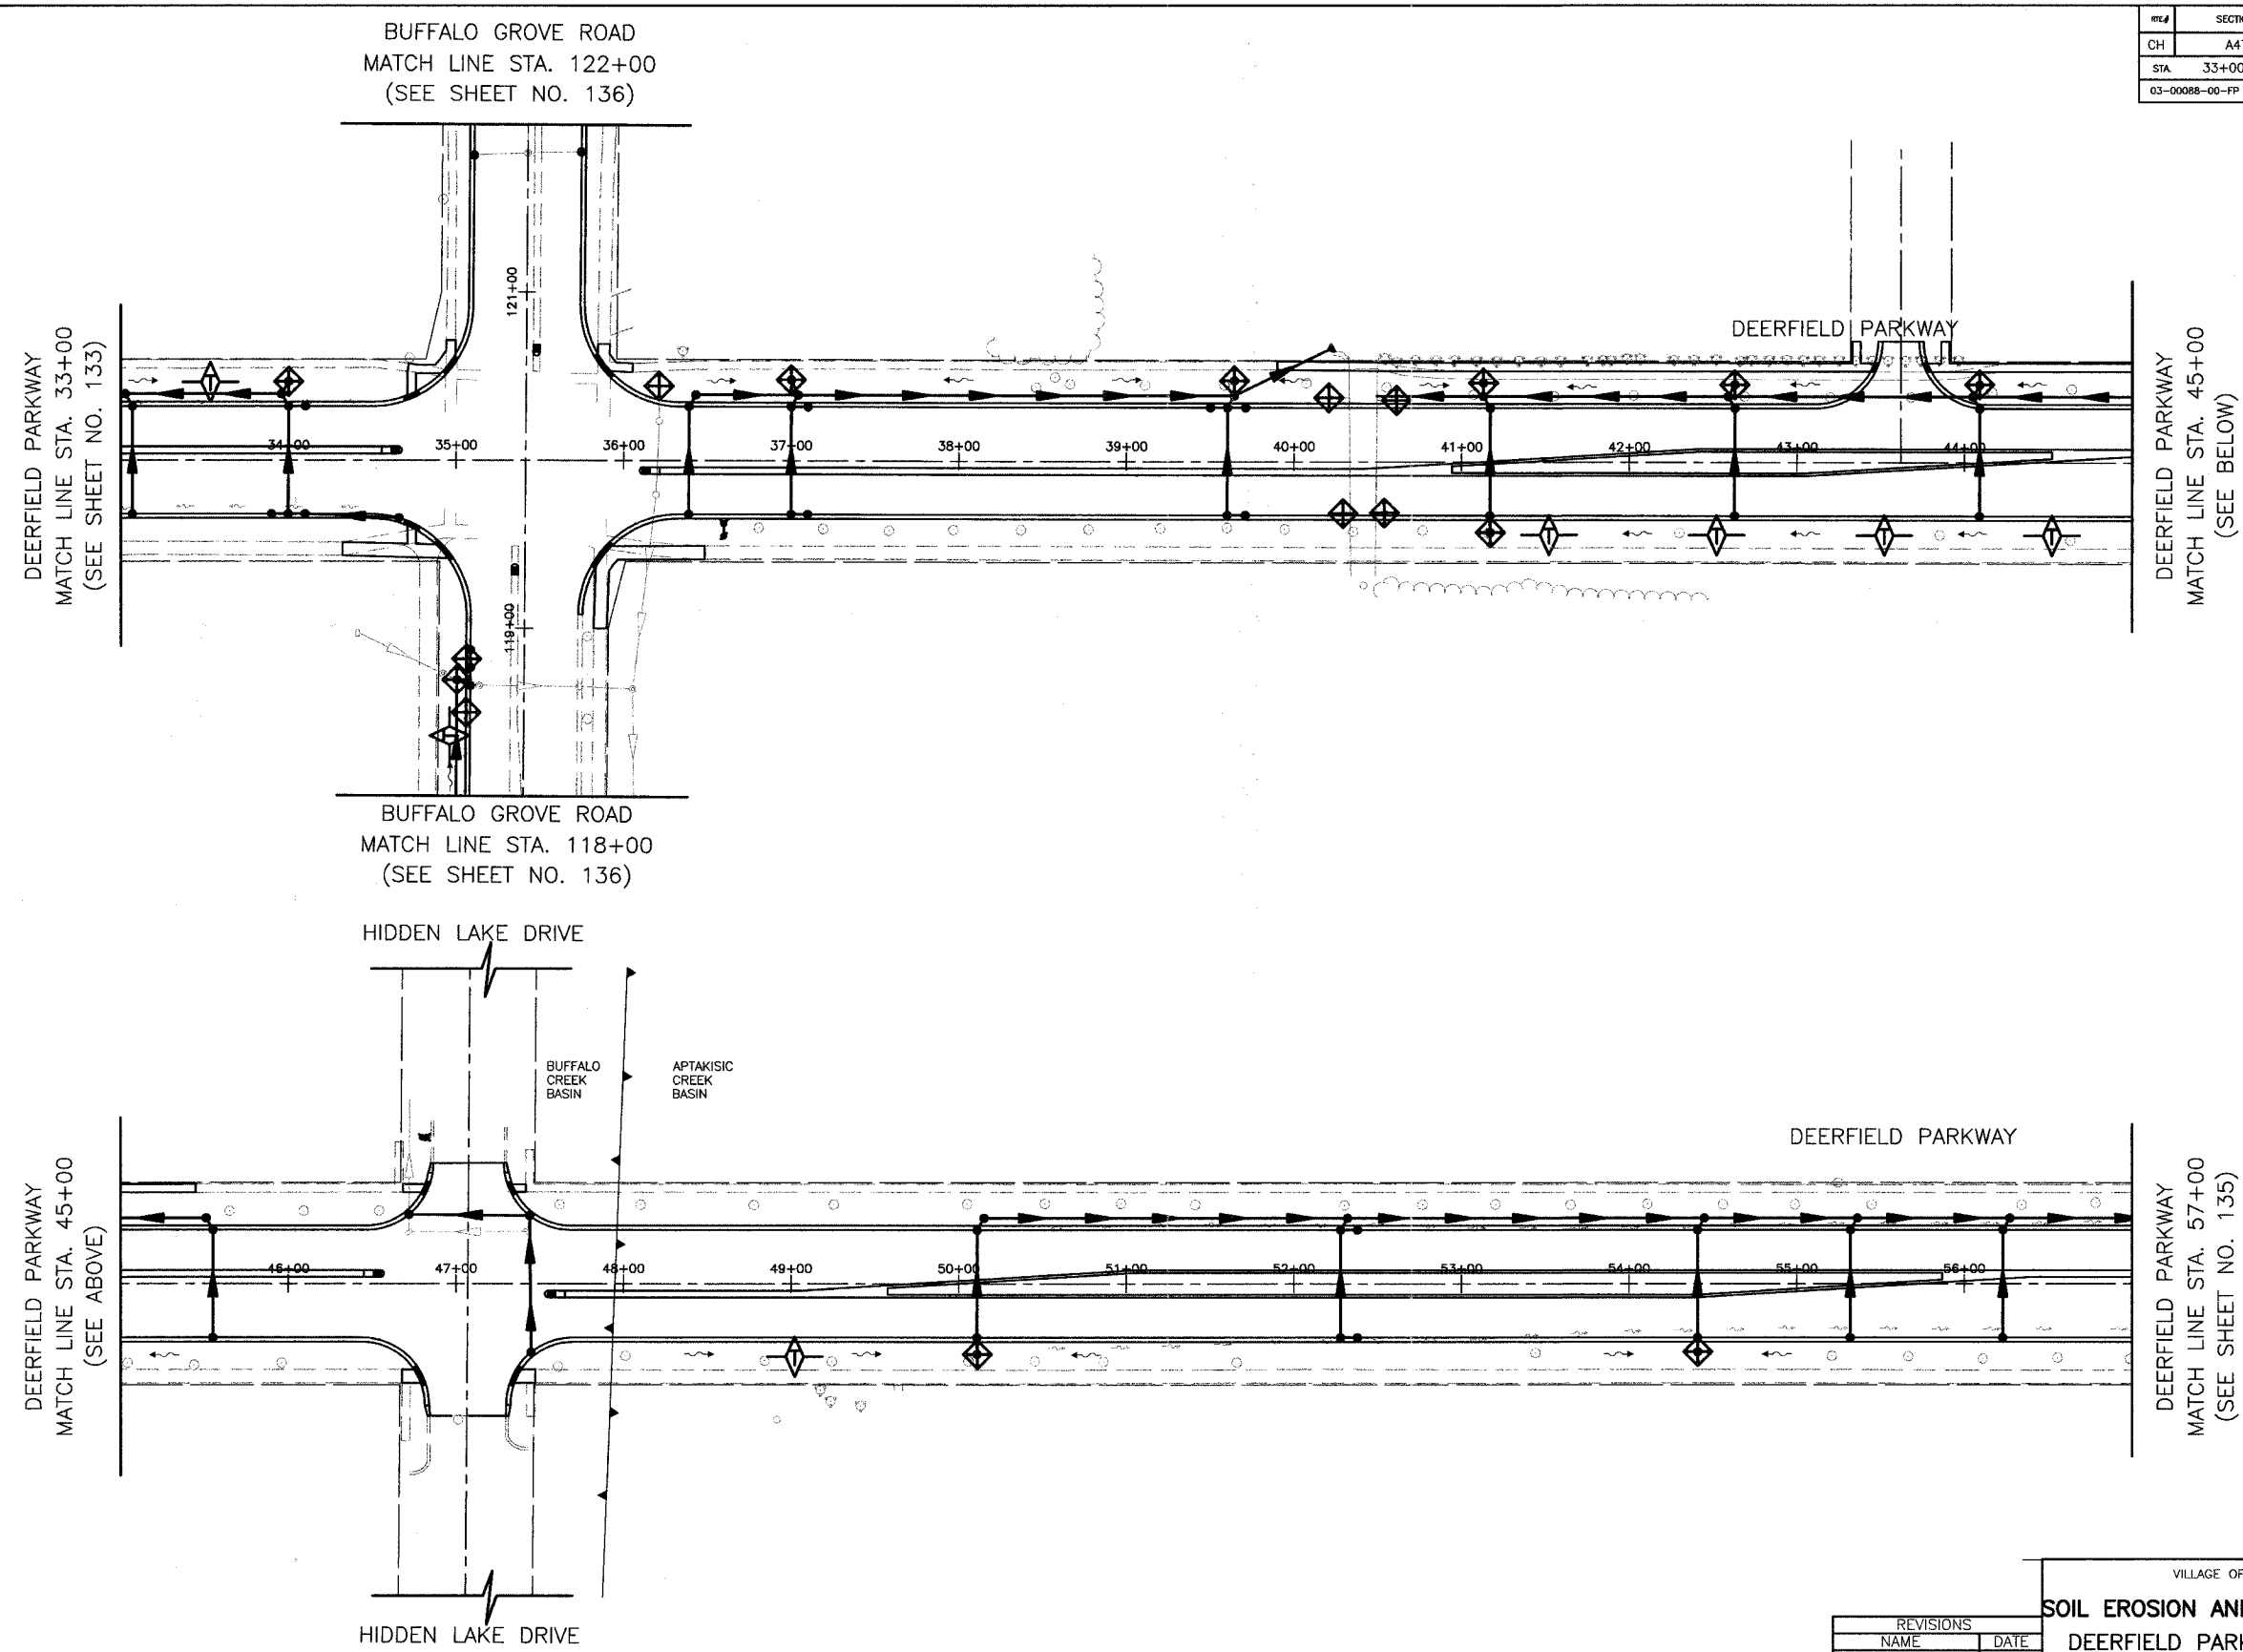 BUFFALO GROVE ROAD
MATCH LINE STA. 122+00
(SEE SHEET NO. 136)
RTE.#
CH
STA. 33+00
03-00088-00-FP
121+00
DEERFIELD PARKWAY
DEERFIELD PARKWAY
MATCH LINE STA. 33+00
(SEE SHEET NO. 133)
34+00
35+00
36+00
37+00
38+00
39+00
40+00
41+00
42+00
43+00
44+00
DEERFIELD PARKWAY
MATCH LINE STA. 45+00
(SEE BELOW)
119+00
BUFFALO GROVE ROAD
MATCH LINE STA. 118+00
(SEE SHEET NO. 136)
HIDDEN LAKE DRIVE
BUFFALO
CREEK
BASIN
APTAKISIC
CREEK
BASIN
DEERFIELD PARKWAY
DEERFIELD PARKWAY
MATCH LINE STA. 45+00
(SEE ABOVE)
46+00
47+00
48+00
49+00
50+00
51+00
52+00
53+00
54+00
55+00
56+00
DEERFIELD PARKWAY
MATCH LINE STA. 57+00
(SEE SHEET NO. 135)
HIDDEN LAKE DRIVE
REVISIONS
NAME DATE
VILLAGE OF
SOIL EROSION
DEERFIELD